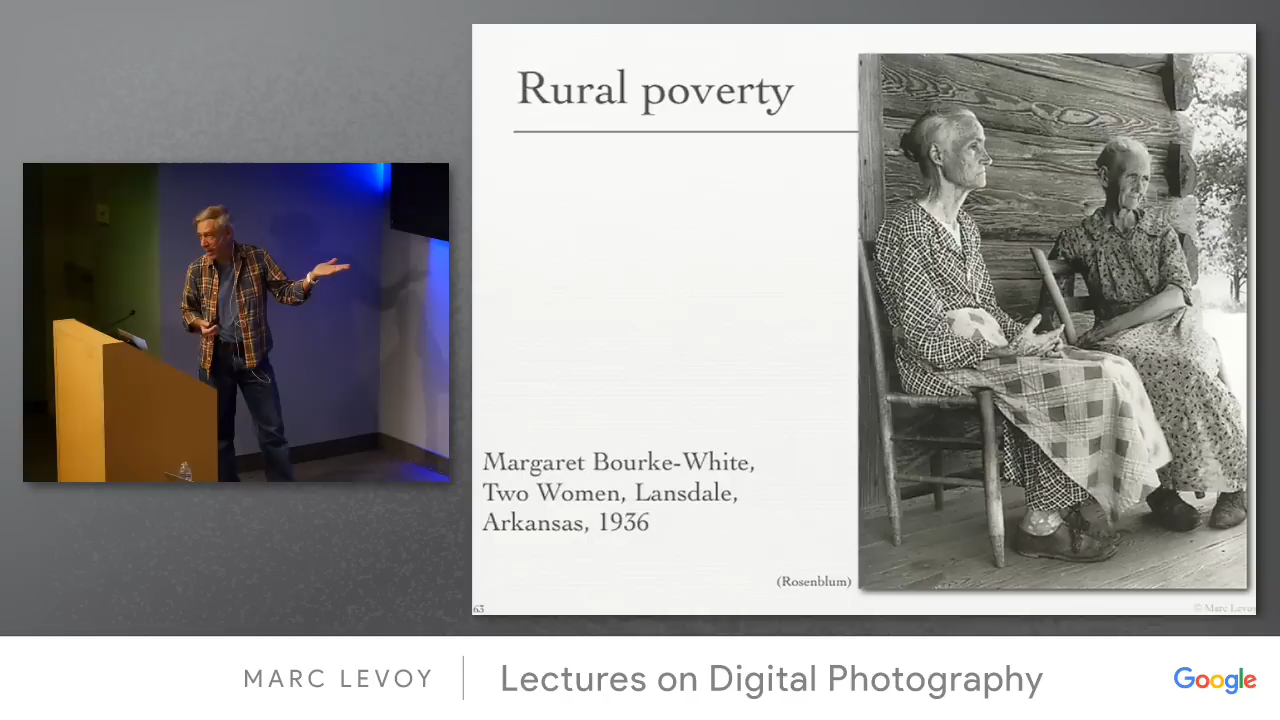 Rural poverty
Margaret Bourke-White,
Two Women, Lansdale,
Arkansas, 1936
(Rosenblum)
63
© Marc Levoy
MARC LEVOY
Lectures on Digital Photography
Google